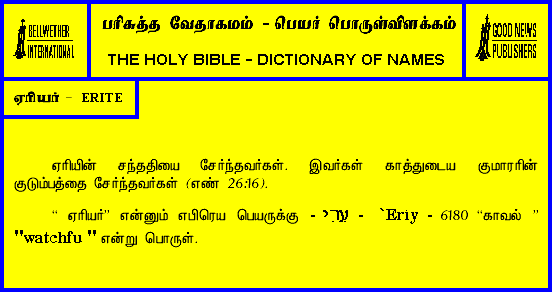 BELLWETHER
INTERNATIONAL
பரிசுத்த வேதாகமம் - பெயர் பொருள்விளக்கம்
THE HOLY BIBLE - DICTIONARY OF NAMES
GOOD NEWS
PUBLISHERS
ஏரியர் - ERITE
ஏரியின் சந்ததியை சேர்ந்தவர்கள். இவர்கள் காத்துடைய குமாரரின்
குடும்பத்தை சேர்ந்தவர்கள் (எண் 26:16).
“ ஏரியர்” என்னும் எபிரெய பெயருக்கு - - `Eriy - 6180 “காவல் ”
"watchfu " என்று பொருள்.